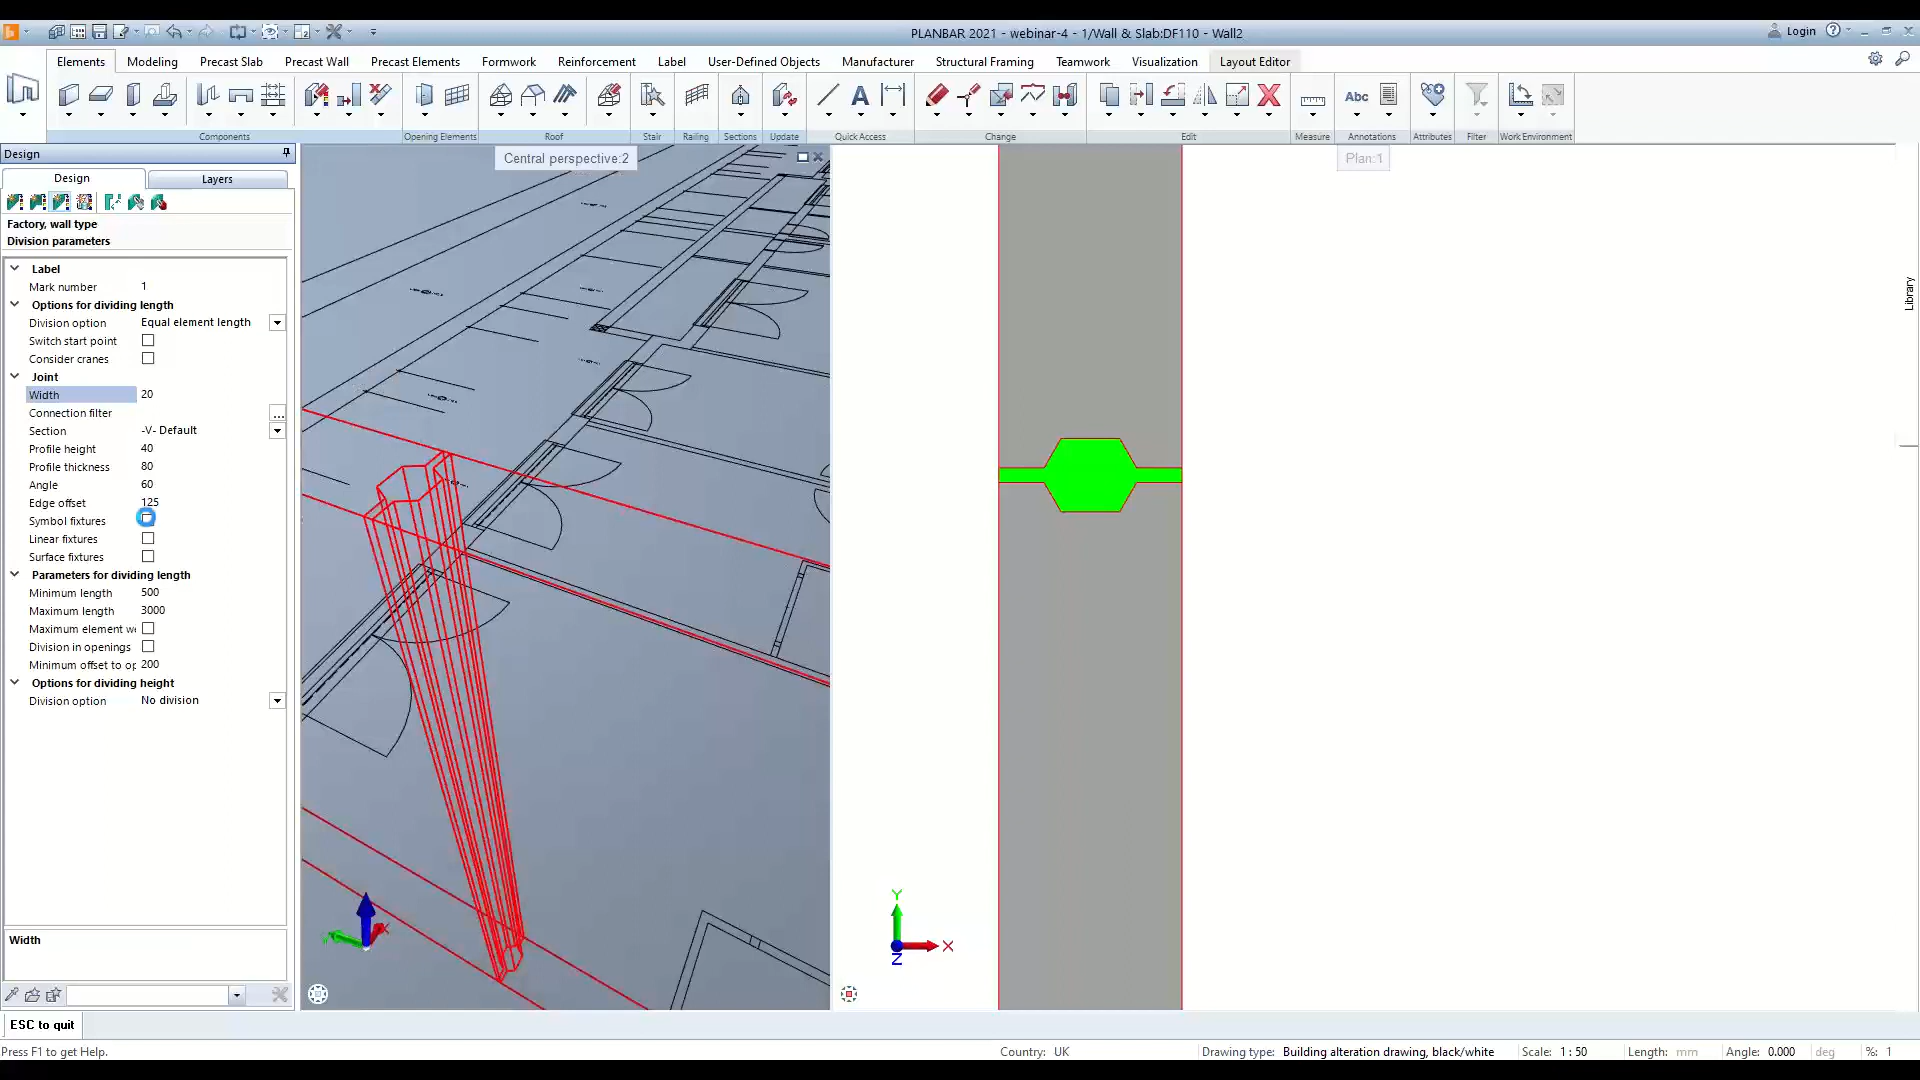 PLANBAR 2021 - webinar-4 - 1/Wall & Slab:DF110 - Wall2
Login
Elements Modeling Precast Slab Precast Wall Precast Elements Formwork Reinforcement Label User-Defined Objects Manufacturer Structural Framing Teamwork Visualization Layout Editor
Abc
Components Opening Elements Roof Stair Railing Sections Update Quick Access Change Edit Measure Annotations Attributes Filter Work Environment
Design
Design Layers
Factory, wall type
Division parameters
Label
Mark number 1
Options for dividing length
Division option Equal element length
Switch start point
Consider cranes
Joint
Width 20
Connection filter ...
Section -V- Default
Profile height 40
Profile thickness 80
Angle 60
Edge offset 125
Symbol fixtures
Linear fixtures
Surface fixtures
Parameters for dividing length
Minimum length 500
Maximum length 3000
Maximum element we
Division in openings
Minimum offset to op 200
Options for dividing height
Division option No division
Width
ESC to quit
Press F1 to get Help.
Central perspective:2
X
Plan:1
Y
X
Z
Library
Country: UK Drawing type: Building alteration drawing, black/white Scale: 1 : 50 Length: mm Angle: 0.000 deg %: 1